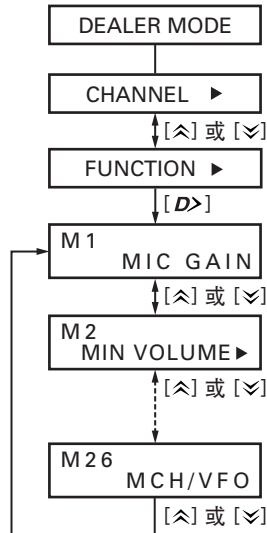 DEALER MODE
CHANNEL ▶
[︽] 或 [︾]
FUNCTION ▶
[D>]
M1
MIC GAIN
[︽] 或 [︾]
M2
MIN VOLUME▶
[︽] 或 [︾]
M26
MCH/VFO
[︽] 或 [︾]